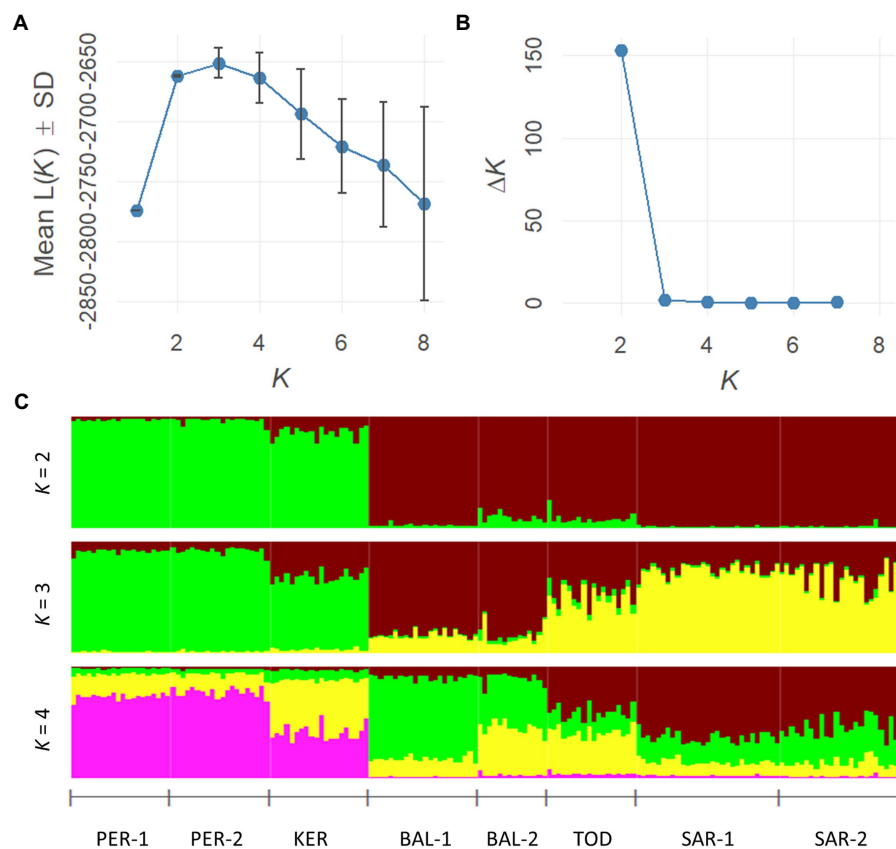 A
Mean L(K) ± SD
-2850-2800-2750-2700-2650
2 4 6 8
K
B
ΔK
150
100
50
0
2 4 6 8
K
C
K = 2
K = 3
K = 4
PER-1 PER-2 KER BAL-1 BAL-2 TOD SAR-1 SAR-2